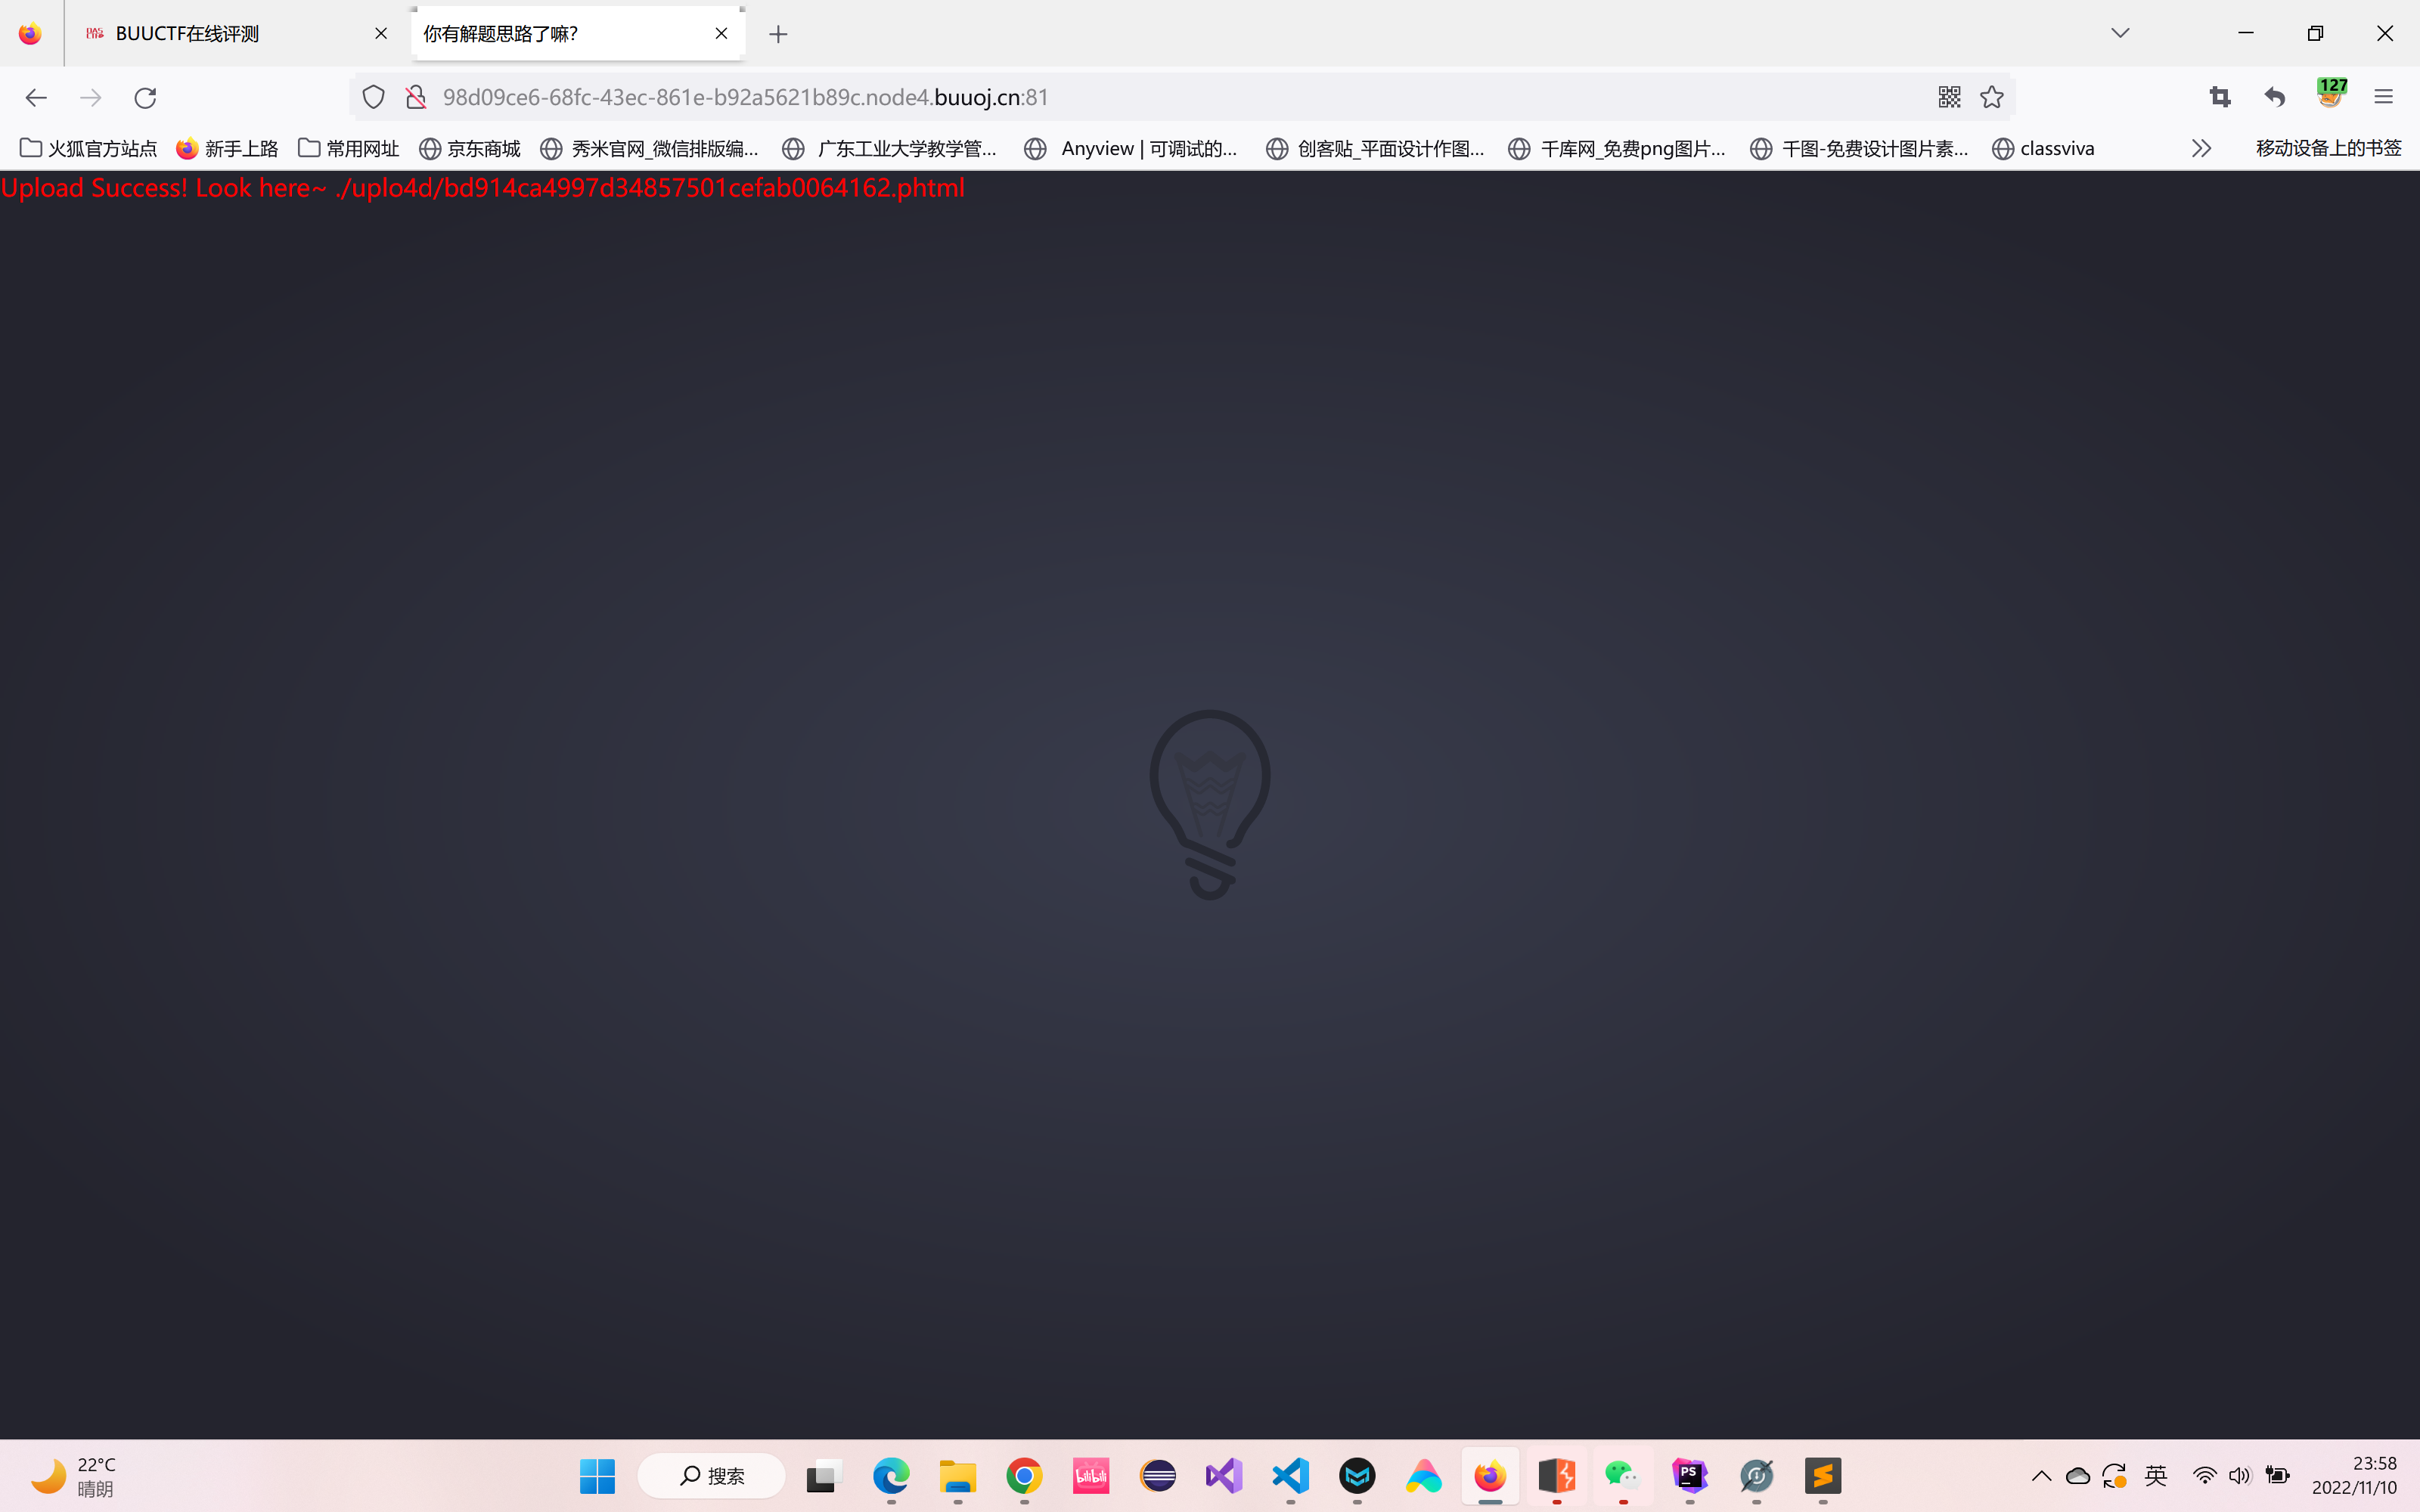 BUUCTF在线评测
你有解题思路了嘛?
98d09ce6-68fc-43ec-861e-b92a5621b89c.node4.buuoj.cn:81
127
火狐官方站点 新手上路 常用网址 京东商城 秀米官网_微信排版编... 广东工业大学教学管... Anyview | 可调试的... 创客贴_平面设计作图... 千库网_免费png图片... 千图-免费设计图片素... classviva 移动设备上的书签
Upload Success! Look here~ ./uplo4d/bd914ca4997d34857501cefab0064162.phtml
22°C
晴朗
搜索
bilibili
PS
英
23:58
2022/11/10